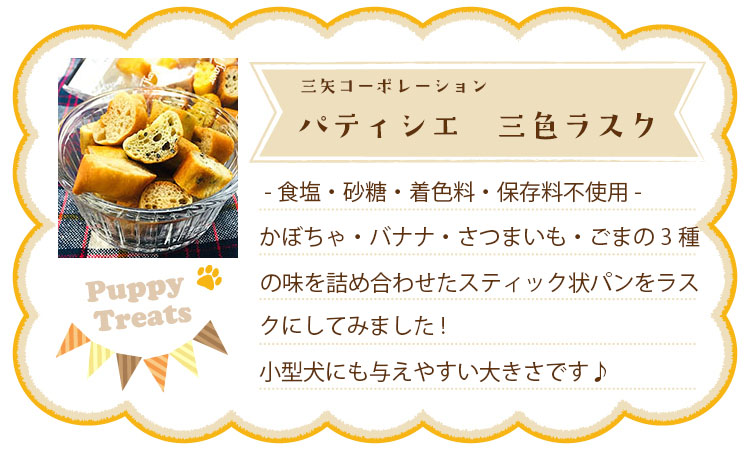 三矢コーポレーション
パティシエ 三色ラスク
- 食塩・砂糖・着色料・保存料不使用 -
かぼちゃ・バナナ・さつまいも・ごまの3種
の味を詰め合わせたスティック状パンをラス
クにしてみました!
小型犬にも与えやすい大きさです♪
Puppy
Treats